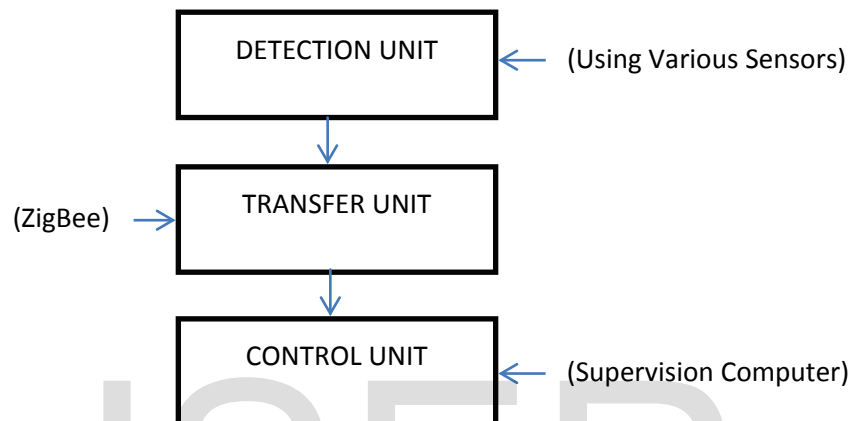 DETECTION UNIT
(Using Various Sensors)
TRANSFER UNIT
(ZigBee)
CONTROL UNIT
(Supervision Computer)